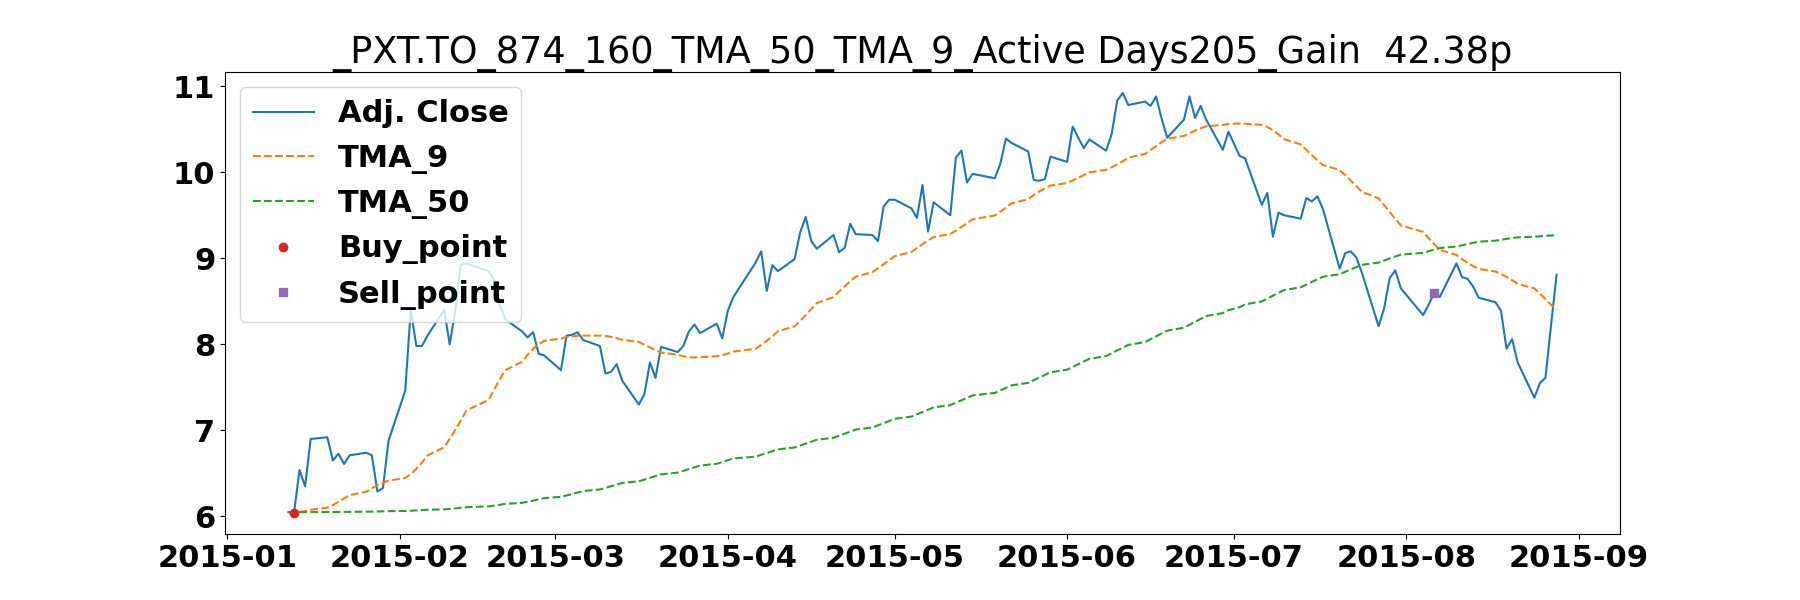 _PXT.TO_874_160_TMA_50_TMA_9_Active Days205_Gain  42.38p
Adj. Close
TMA_9
TMA_50
Buy_point
Sell_point
11
10
9
8
7
6
2015-01 2015-02 2015-03 2015-04 2015-05 2015-06 2015-07 2015-08 2015-09